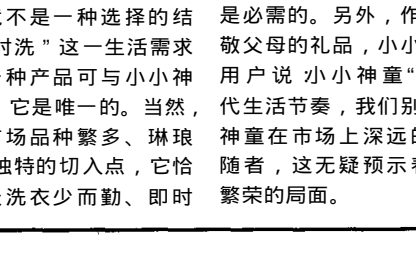 不是一种选择的结
时洗”这一生活需求
种产品可与小小神
它是唯一的。当然，
场品种繁多、琳琅
独特的切入点，它恰
洗衣少而勤、即时
是必需的。另外，作
敬父母的礼品，小小
用户说 小小神童“
代生活节奏，我们别
神童在市场上深远的
随者，这无疑预示着
繁荣的局面。